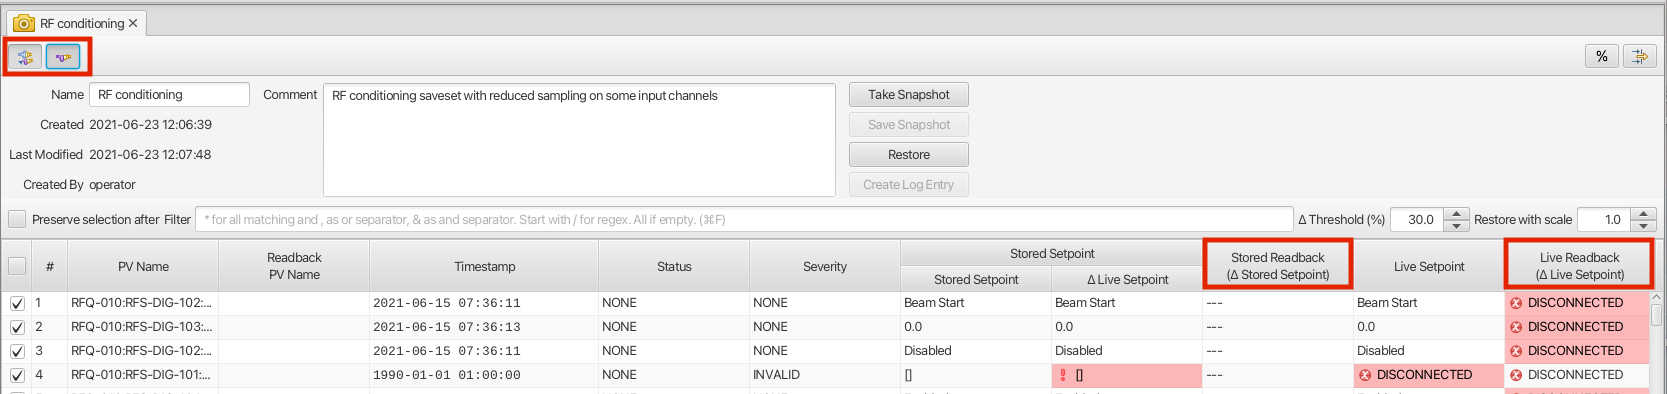 RF conditioning
%
Name RF conditioning Comment RF conditioning saveset with reduced sampling on some input channels Take Snapshot
Created 2021-06-23 12:06:39 Save Snapshot
Last Modified 2021-06-23 12:07:48 Restore
Created By operator Create Log Entry
Preserve selection after Filter * for all matching and , as or separator, & as and separator. Start with / for regex. All if empty. (⌘F) Δ Threshold (%) 30.0 Restore with scale 1.0
# PV Name Readback PV Name Timestamp Status Severity Stored Setpoint Stored Readback (Δ Stored Setpoint) Live Setpoint Live Readback (Δ Live Setpoint)
Stored Setpoint Δ Live Setpoint
1 RFQ-010:RFS-DIG-102:... 2021-06-15 07:36:11 NONE NONE Beam Start Beam Start --- Beam Start DISCONNECTED
2 RFQ-010:RFS-DIG-103:... 2021-06-15 07:36:13 NONE NONE 0.0 0.0 --- 0.0 DISCONNECTED
3 RFQ-010:RFS-DIG-102:... 2021-06-15 07:36:11 NONE NONE Disabled Disabled --- Disabled DISCONNECTED
4 RFQ-010:RFS-DIG-101:... 1990-01-01 01:00:00 NONE INVALID [] [] --- DISCONNECTED DISCONNECTED